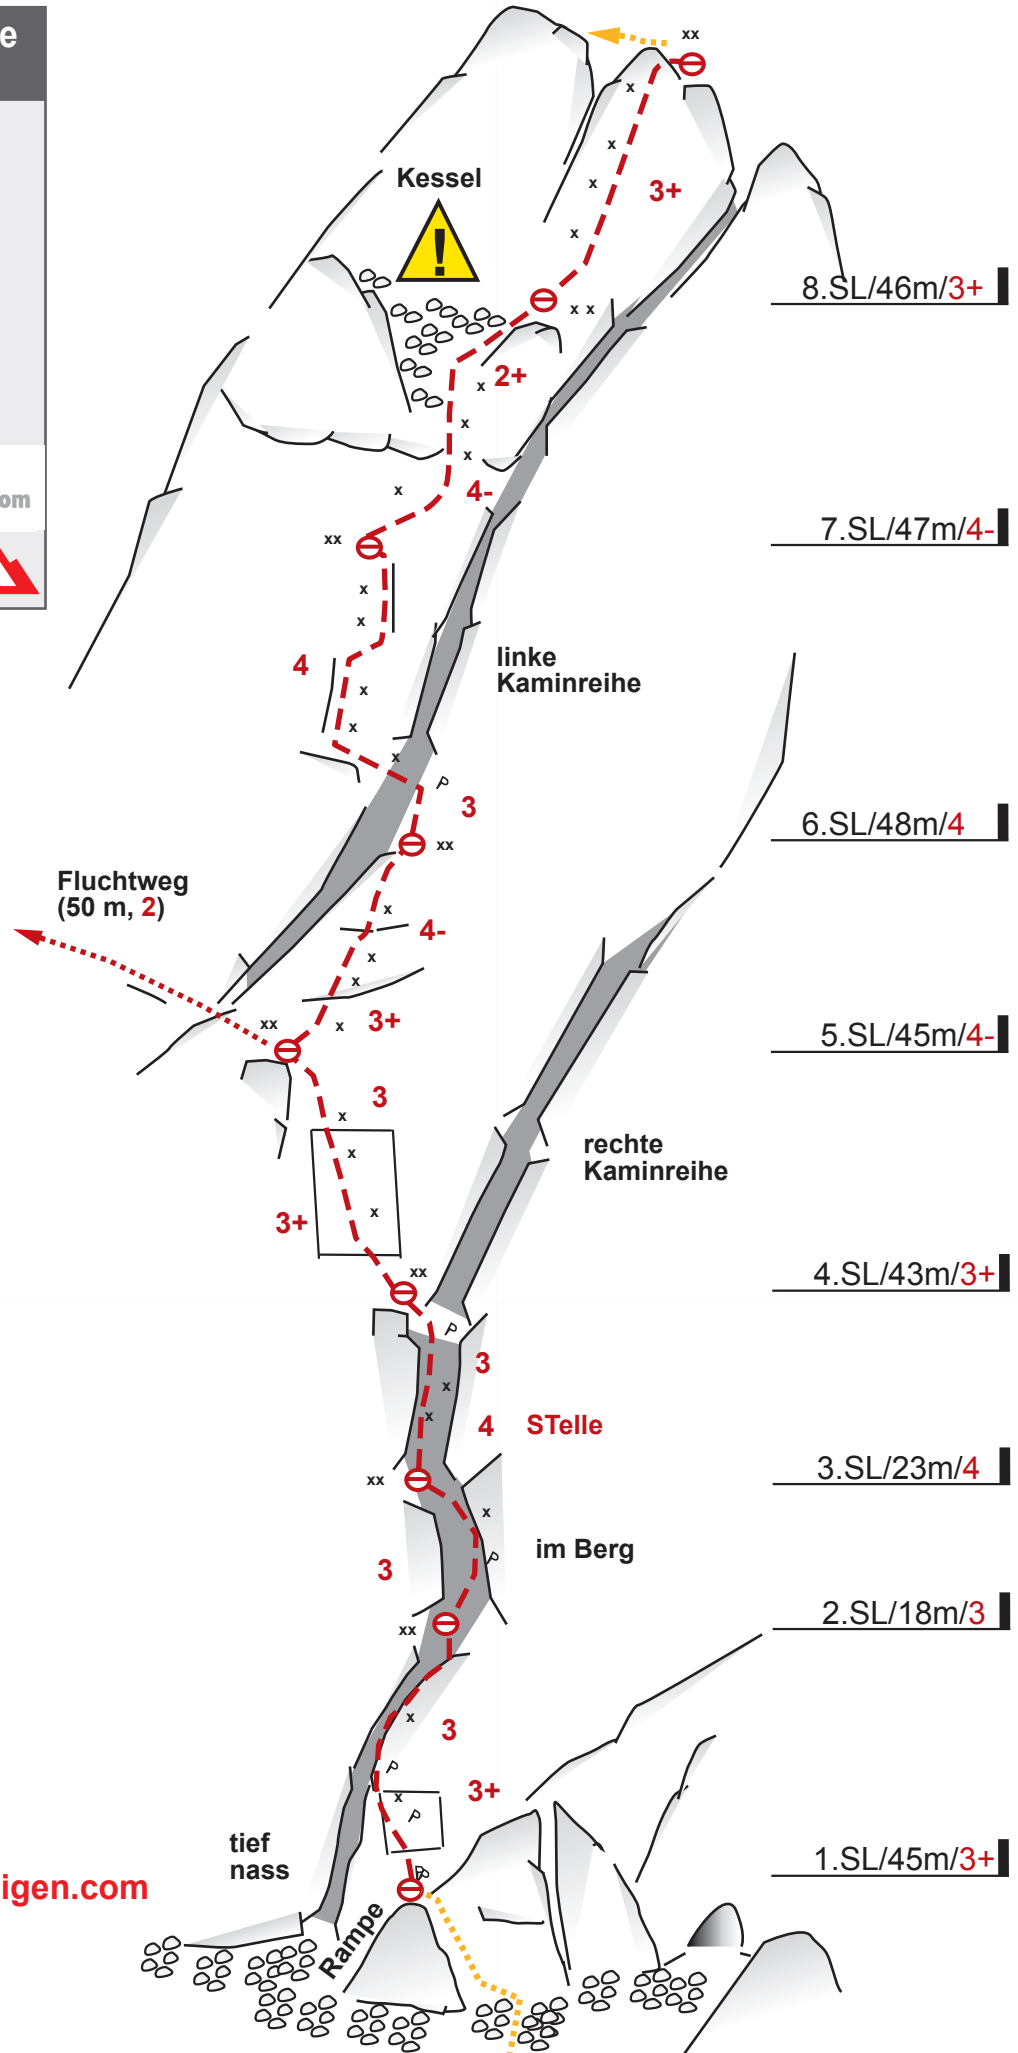 e
xx
Kessel
!
3+
8.SL/46m/3+
2+
om
4-
7.SL/47m/4-
xx
linke
Kaminreihe
4
P
3
6.SL/48m/4
xx
Fluchtweg
(50 m, 2)
4-
xx
3+
5.SL/45m/4-
3
rechte
Kaminreihe
3+
xx
4.SL/43m/3+
P
3
4 STelle
xx
3.SL/23m/4
im Berg
P
3
xx
2.SL/18m/3
3
P
3+
P
tief
nass
1.SL/45m/3+
igen.com
Rampe